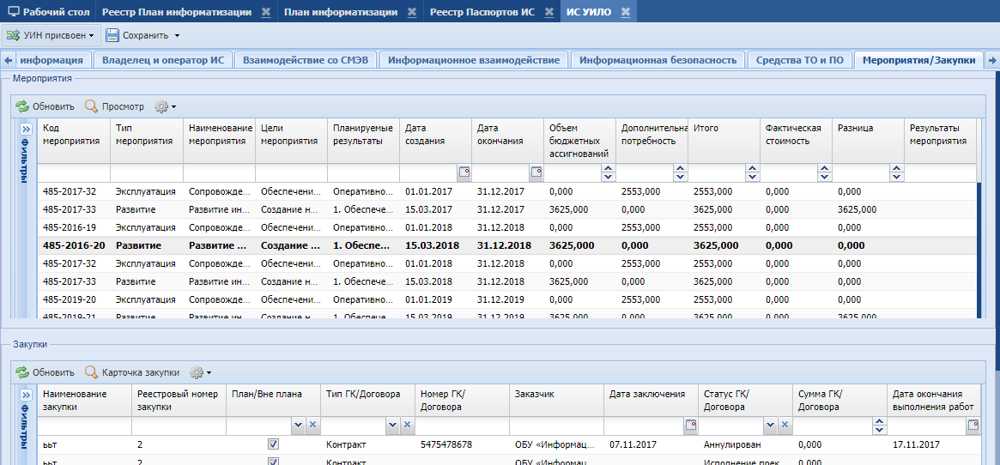 Рабочий стол Реестр План информатизации План информатизации Реестр Паспортов ИС ИС УИЛО
УИН присвоен Сохранить
информация Владелец и оператор ИС Взаимодействие со СМЭВ Информационное взаимодействие Информационная безопасность Средства ТО и ПО Мероприятия/Закупки
Мероприятия
Обновить Просмотр
Фильтры
Код мероприятия Тип мероприятия Наименование мероприятия Цели мероприятия Планируемые результаты Дата создания Дата окончания Объем бюджетных ассигнований Дополнительна потребность Итого Фактическая стоимость Разница Результаты мероприятия
485-2017-32 Эксплуатация Сопровожде... Обеспечени... Оперативно... 01.01.2017 31.12.2017 0,000 2553,000 2553,000 0,000 0,000
485-2017-33 Развитие Развитие ин... Создание н... 1. Обеспече... 15.03.2017 31.12.2017 3625,000 0,000 3625,000 0,000 3625,000
485-2016-19 Эксплуатация Сопровожде... Обеспечени... Оперативно... 01.01.2018 31.12.2018 0,000 2553,000 2553,000 0,000 0,000
485-2016-20 Развитие Развитие ... Создание ... 1. Обеспе... 15.03.2018 31.12.2018 3625,000 0,000 3625,000 0,000 0,000
485-2017-32 Эксплуатация Сопровожде... Обеспечени... Оперативно... 01.01.2018 31.12.2018 0,000 2553,000 2553,000 0,000 0,000
485-2017-33 Развитие Развитие ин... Создание н... 1. Обеспече... 15.03.2018 31.12.2018 3625,000 0,000 3625,000 0,000 0,000
485-2019-20 Эксплуатация Сопровожде... Обеспечени... Оперативно... 01.01.2019 31.12.2019 0,000 2553,000 2553,000 0,000 0,000
485-2019-21 Развитие Развитие ин... Создание н... 1. Обеспече... 15.03.2019 31.12.2019 3625,000 0,000 3625,000 0,000 3625,000
Закупки
Обновить Карточка закупки
Фильтры
Наименование закупки Реестровый номер закупки План/Вне плана Тип ГК/Договора Номер ГК/Договора Заказчик Дата заключения Статус ГК/Договора Сумма ГК/Договора Дата окончания выполнения работ
ььт 2 Контракт 5475478678 ОБУ «Информац... 07.11.2017 Аннулирован 0,000 17.11.2017
ььт 2 Контракт ОБУ «Информац... Исполнение прек... 0,000